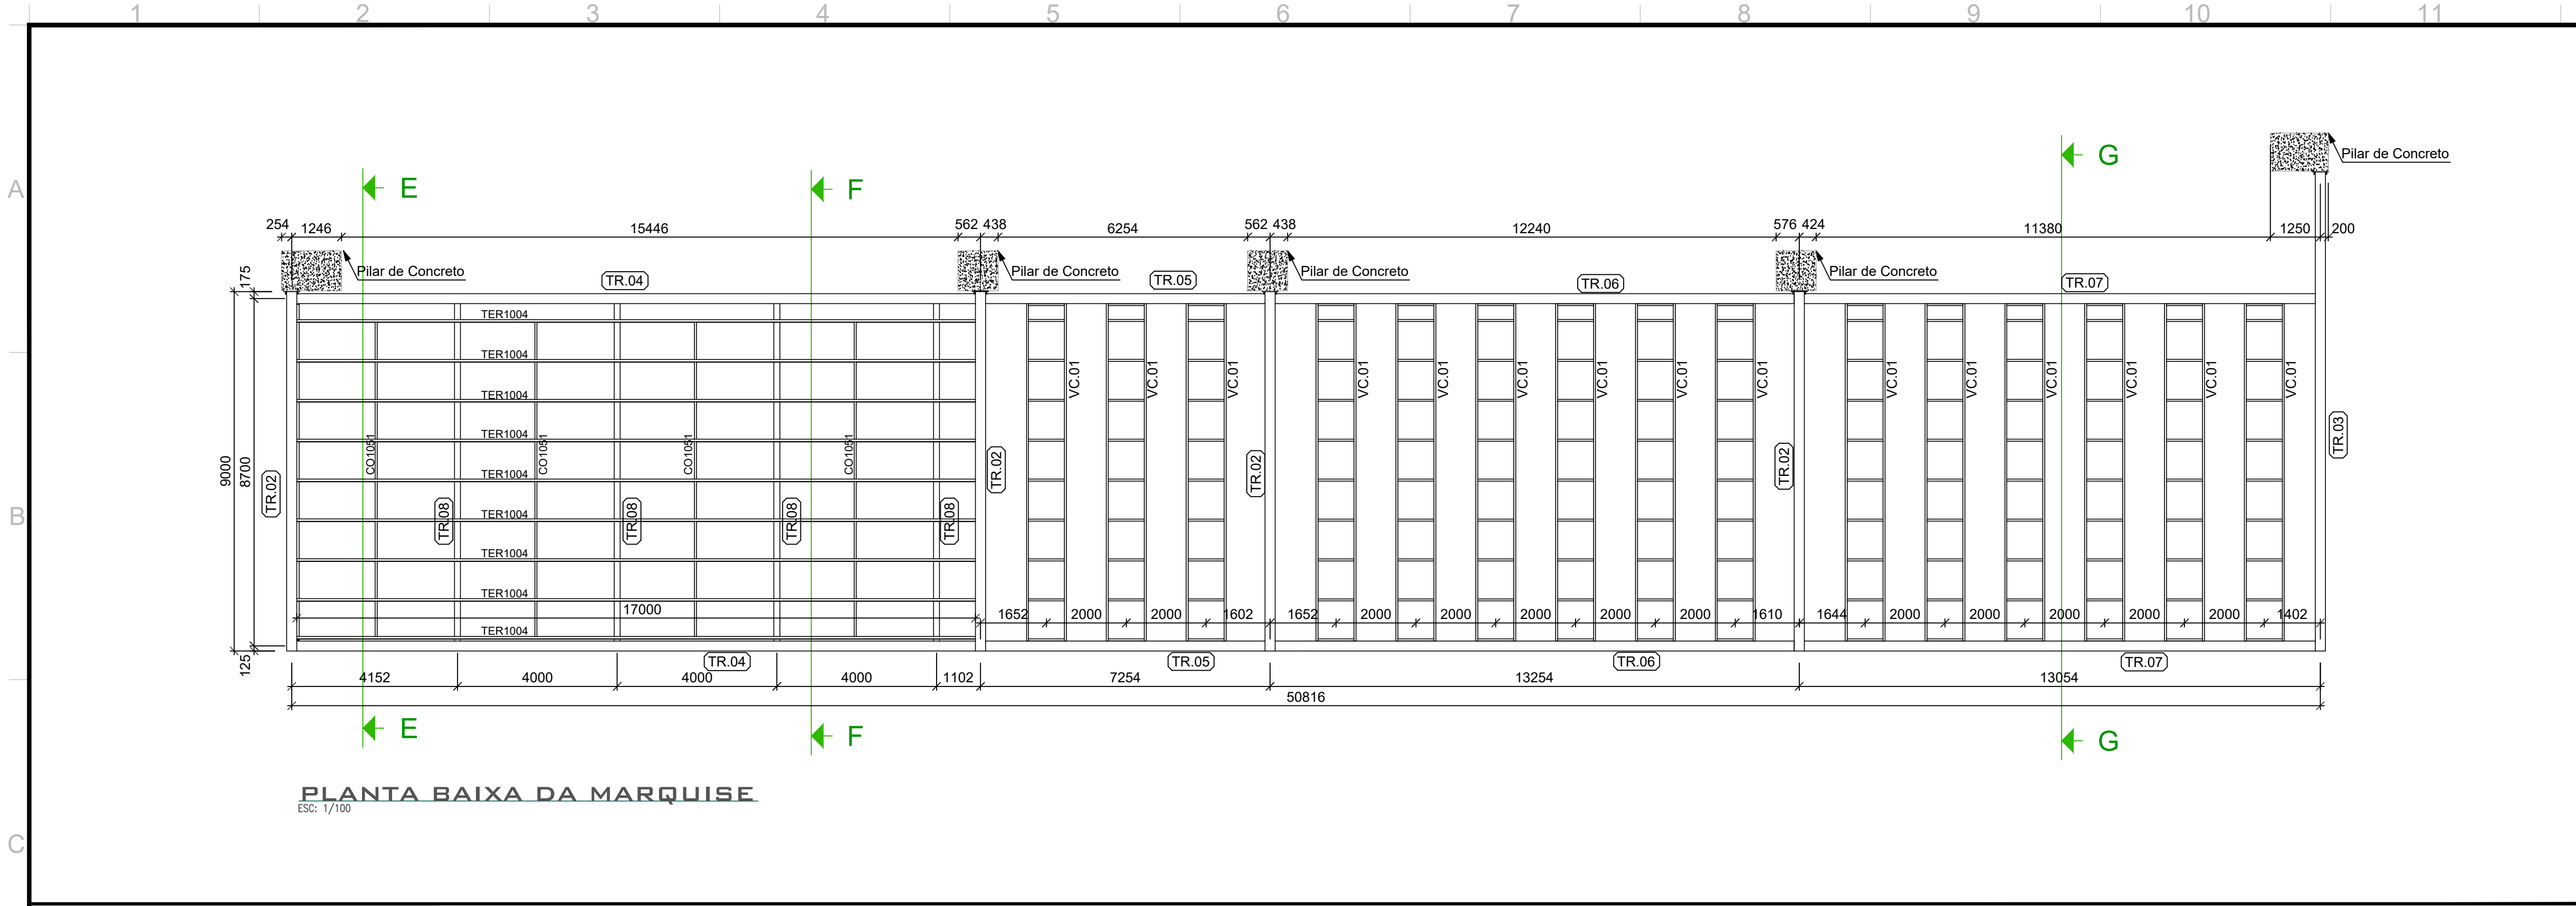 1 2 3 4 5 6 7 8 9 10 11
A
B
C
E F G
Pilar de Concreto
254 1246 15446 562 438 6254 562 438 12240 576 424 11380 1250 200
Pilar de Concreto Pilar de Concreto Pilar de Concreto Pilar de Concreto
175
TR.04 TR.05 TR.06 TR.07
TER1004
TER1004
TER1004
TER1004
TER1004
TER1004
TER1004
TER1004
TER1004
VC.01 VC.01 VC.01 VC.01 VC.01 VC.01 VC.01 VC.01 VC.01 VC.01 VC.01 VC.01 VC.01 VC.01 VC.01
CO1051 CO1051 CO1051 CO1051
9000 8700
TR.02 TR.02 TR.02 TR.02 TR.03
TR.08 TR.08 TR.08 TR.08
17000
1652 2000 2000 1602 1652 2000 2000 2000 2000 2000 1610 1644 2000 2000 2000 2000 2000 1402
125
TR.04 TR.05 TR.06 TR.07
4152 4000 4000 4000 1102 7254 13254 13054
50816
E F G
PLANTA BAIXA DA MARQUISE
ESC: 1/100